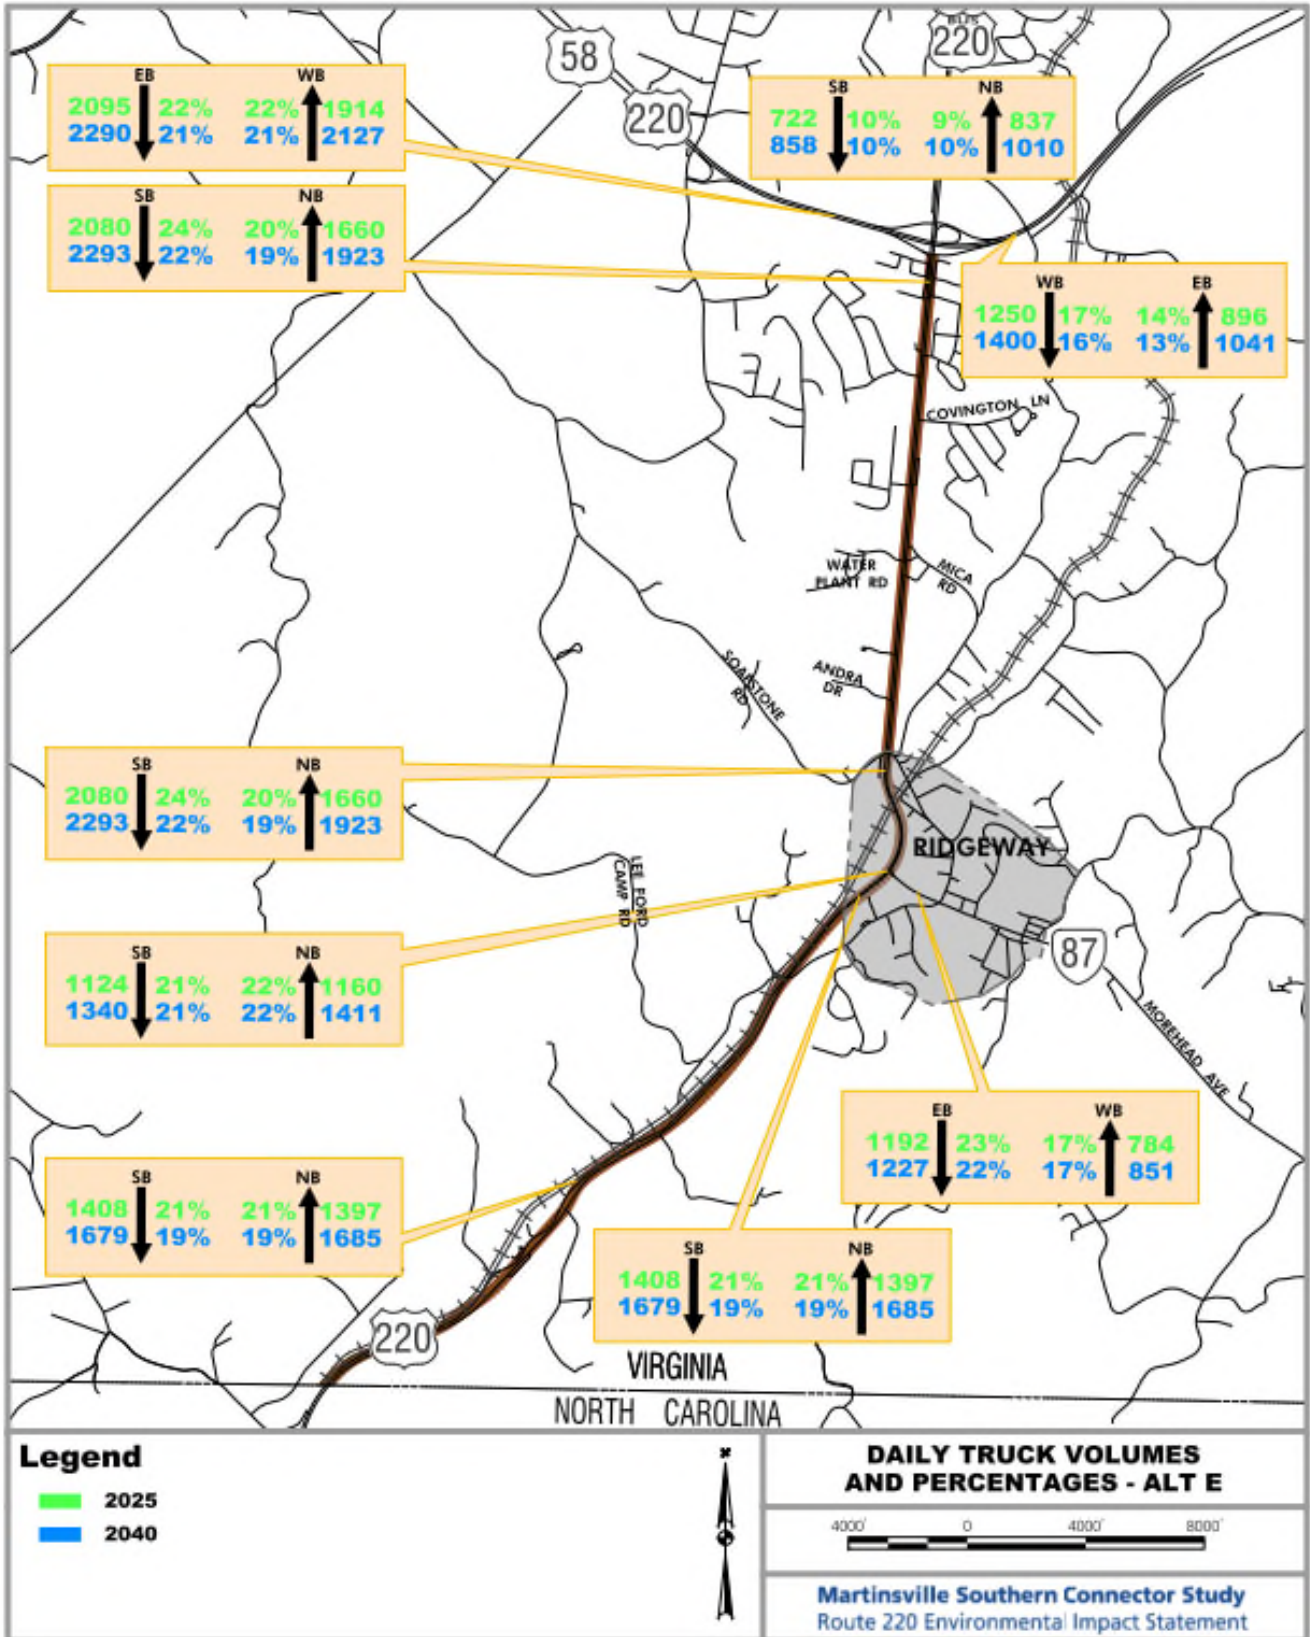 58
220
BUS
220
EB WB
2095 22% 22% 1914
2290 21% 21% 2127
SB NB
722 10% 9% 837
858 10% 10% 1010
SB NB
2080 24% 20% 1660
2293 22% 19% 1923
WB EB
1250 17% 14% 896
1400 16% 13% 1041
COVINGTON LN
WATER
PLANT RD
MICA
RD
SOAPSTONE
RD
ANDRA
DR
SB NB
2080 24% 20% 1660
2293 22% 19% 1923
RIDGEWAY
LEE FORD
CAMP RD
87
SB NB
1124 21% 22% 1160
1340 21% 22% 1411
MOREHEAD AVE
EB WB
1192 23% 17% 784
1227 22% 17% 851
SB NB
1408 21% 21% 1397
1679 19% 19% 1685
SB NB
1408 21% 21% 1397
1679 19% 19% 1685
220
VIRGINIA
NORTH CAROLINA
Legend
2025
2040
DAILY TRUCK VOLUMES
AND PERCENTAGES - ALT E
4000' 0 4000' 8000'
Martinsville Southern Connector Study
Route 220 Environmental Impact Statement